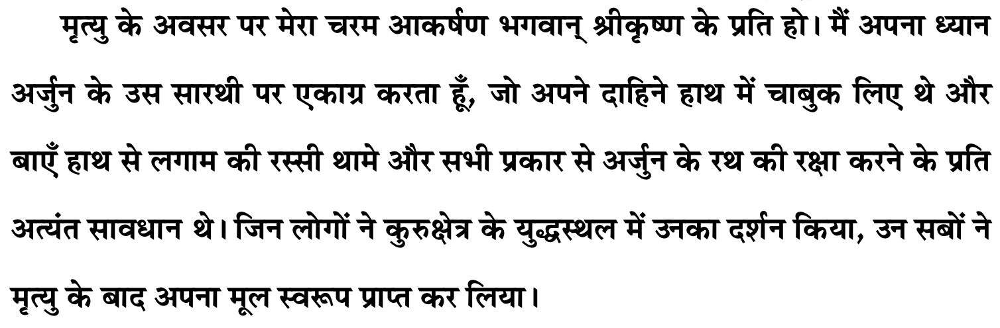 मृत्यु के अवसर पर मेरा चरम आकर्षण भगवान् श्रीकृष्ण के प्रति हो। मैं अपना ध्यान
अर्जुन के उस सारथी पर एकाग्र करता हूँ, जो अपने दाहिने हाथ में चाबुक लिए थे और
बाएँ हाथ से लगाम की रस्सी थामे और सभी प्रकार से अर्जुन के रथ की रक्षा करने के प्रति
अत्यंत सावधान थे। जिन लोगों ने कुरुक्षेत्र के युद्धस्थल में उनका दर्शन किया, उन सबों ने
मृत्यु के बाद अपना मूल स्वरूप प्राप्त कर लिया।